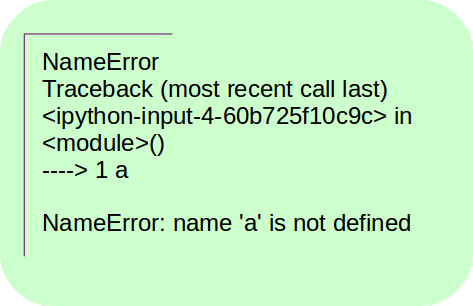 NameError
Traceback (most recent call last)
<ipython-input-4-60b725f10c9c> in
<module>()
----> 1 a

NameError: name 'a' is not defined